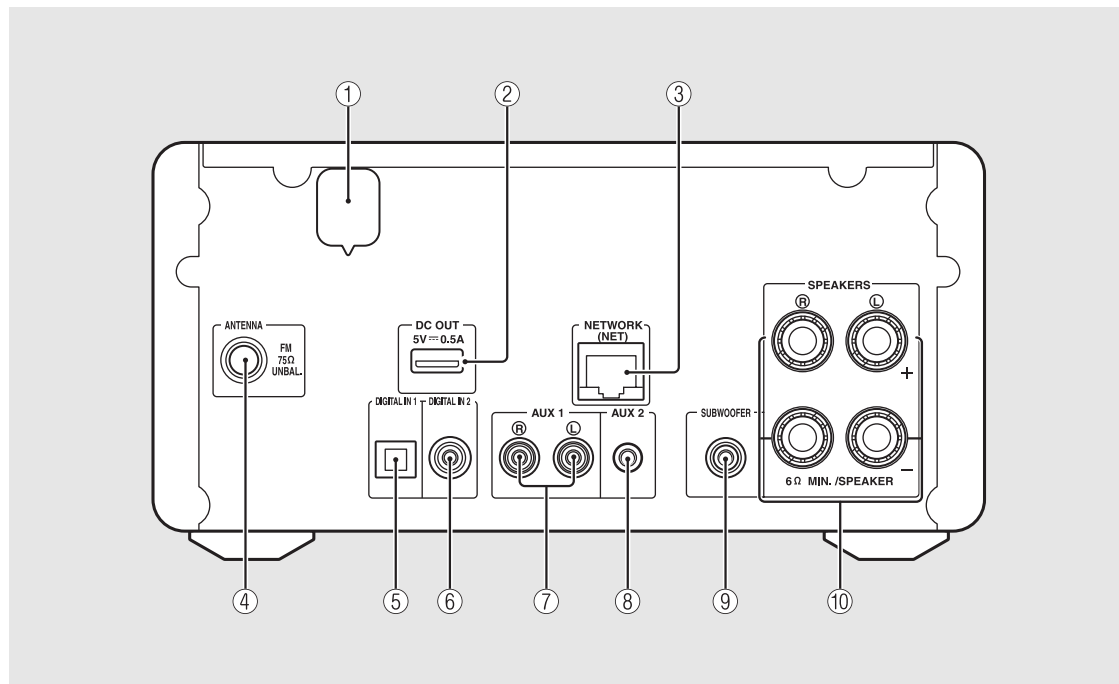 ① ② ③
SPEAKERS
Ⓡ Ⓛ
ANTENNA
FM
75Ω
UNBAL.
DC OUT
5V ⎓ 0.5A
NETWORK
(NET)
+
DIGITAL IN 1 DIGITAL IN 2
AUX 1
Ⓡ Ⓛ
AUX 2
SUBWOOFER
−
6Ω MIN. /SPEAKER
④ ⑤ ⑥ ⑦ ⑧ ⑨ ⑩